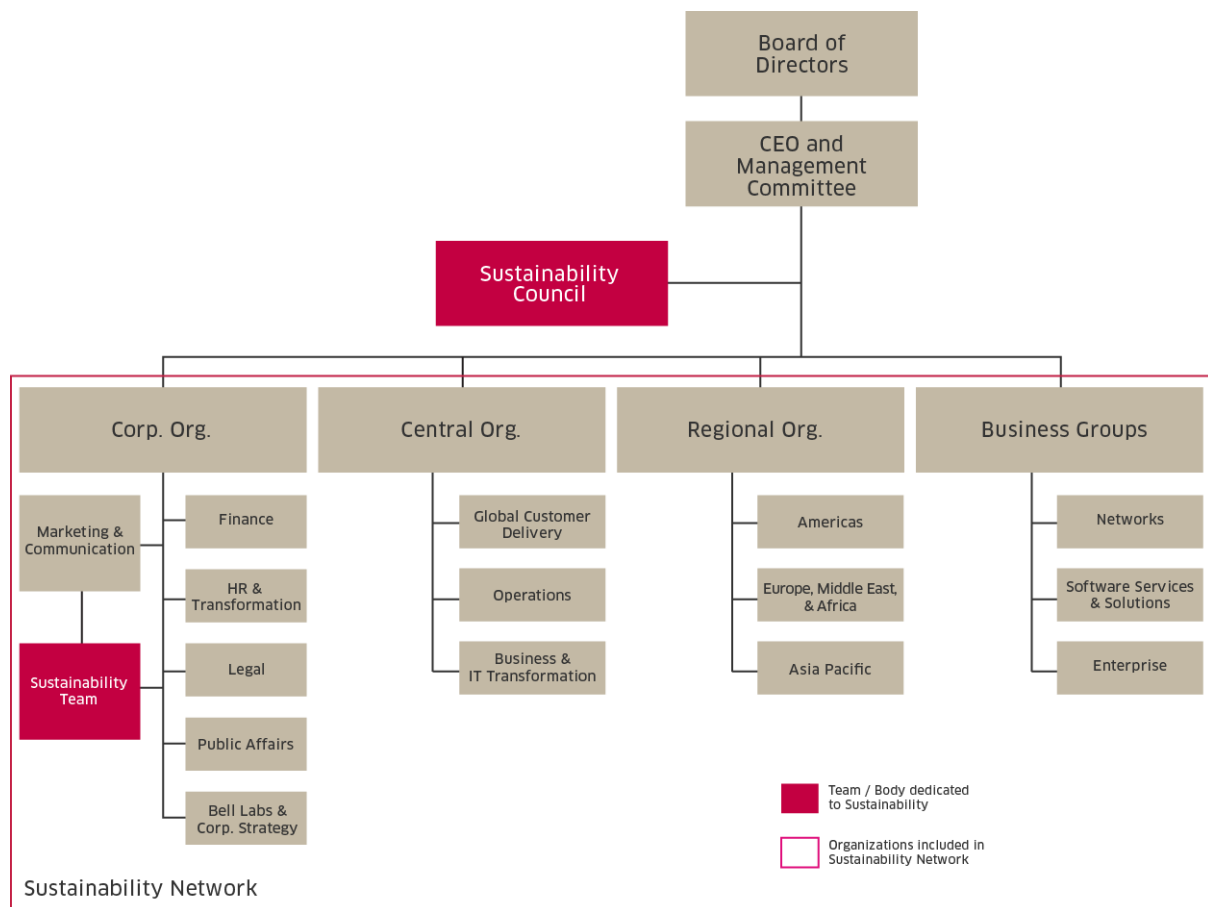 Board of
Directors
CEO and
Management
Committee
Sustainability
Council
Corp. Org.
Central Org.
Regional Org.
Business Groups
Marketing &
Communication
Sustainability
Team
Finance
HR &
Transformation
Legal
Public Affairs
Bell Labs &
Corp. Strategy
Global Customer
Delivery
Operations
Business &
IT Transformation
Americas
Europe, Middle East,
& Africa
Asia Pacific
Networks
Software Services
& Solutions
Enterprise
Team / Body dedicated
to Sustainability
Organizations included in
Sustainability Network
Sustainability Network